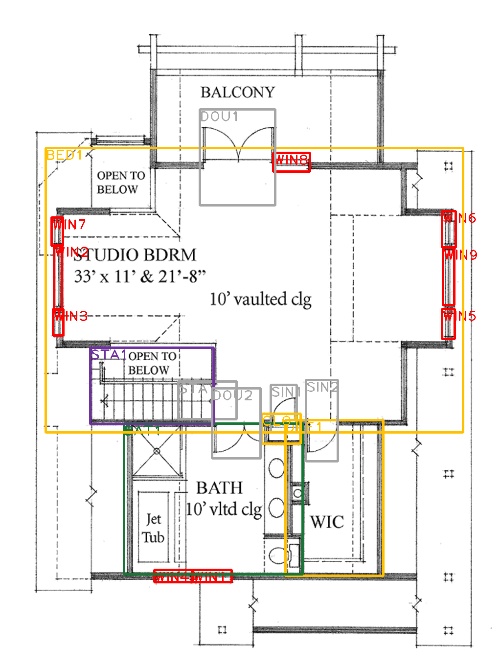 BALCONY
DOU1
WIN8
BED1
OPEN TO
BELOW
WIN7
WIN6
STUDIO BDRM
WIN2
WIN9
33' x 11' & 21'-8”
10' vaulted clg
WIN3
WIN5
STA1
OPEN TO
BELOW
STA
DOU2
SIN1
SIN2
BATH
10' vltd clg
Jet
Tub
WIC
WIN4
WIN1